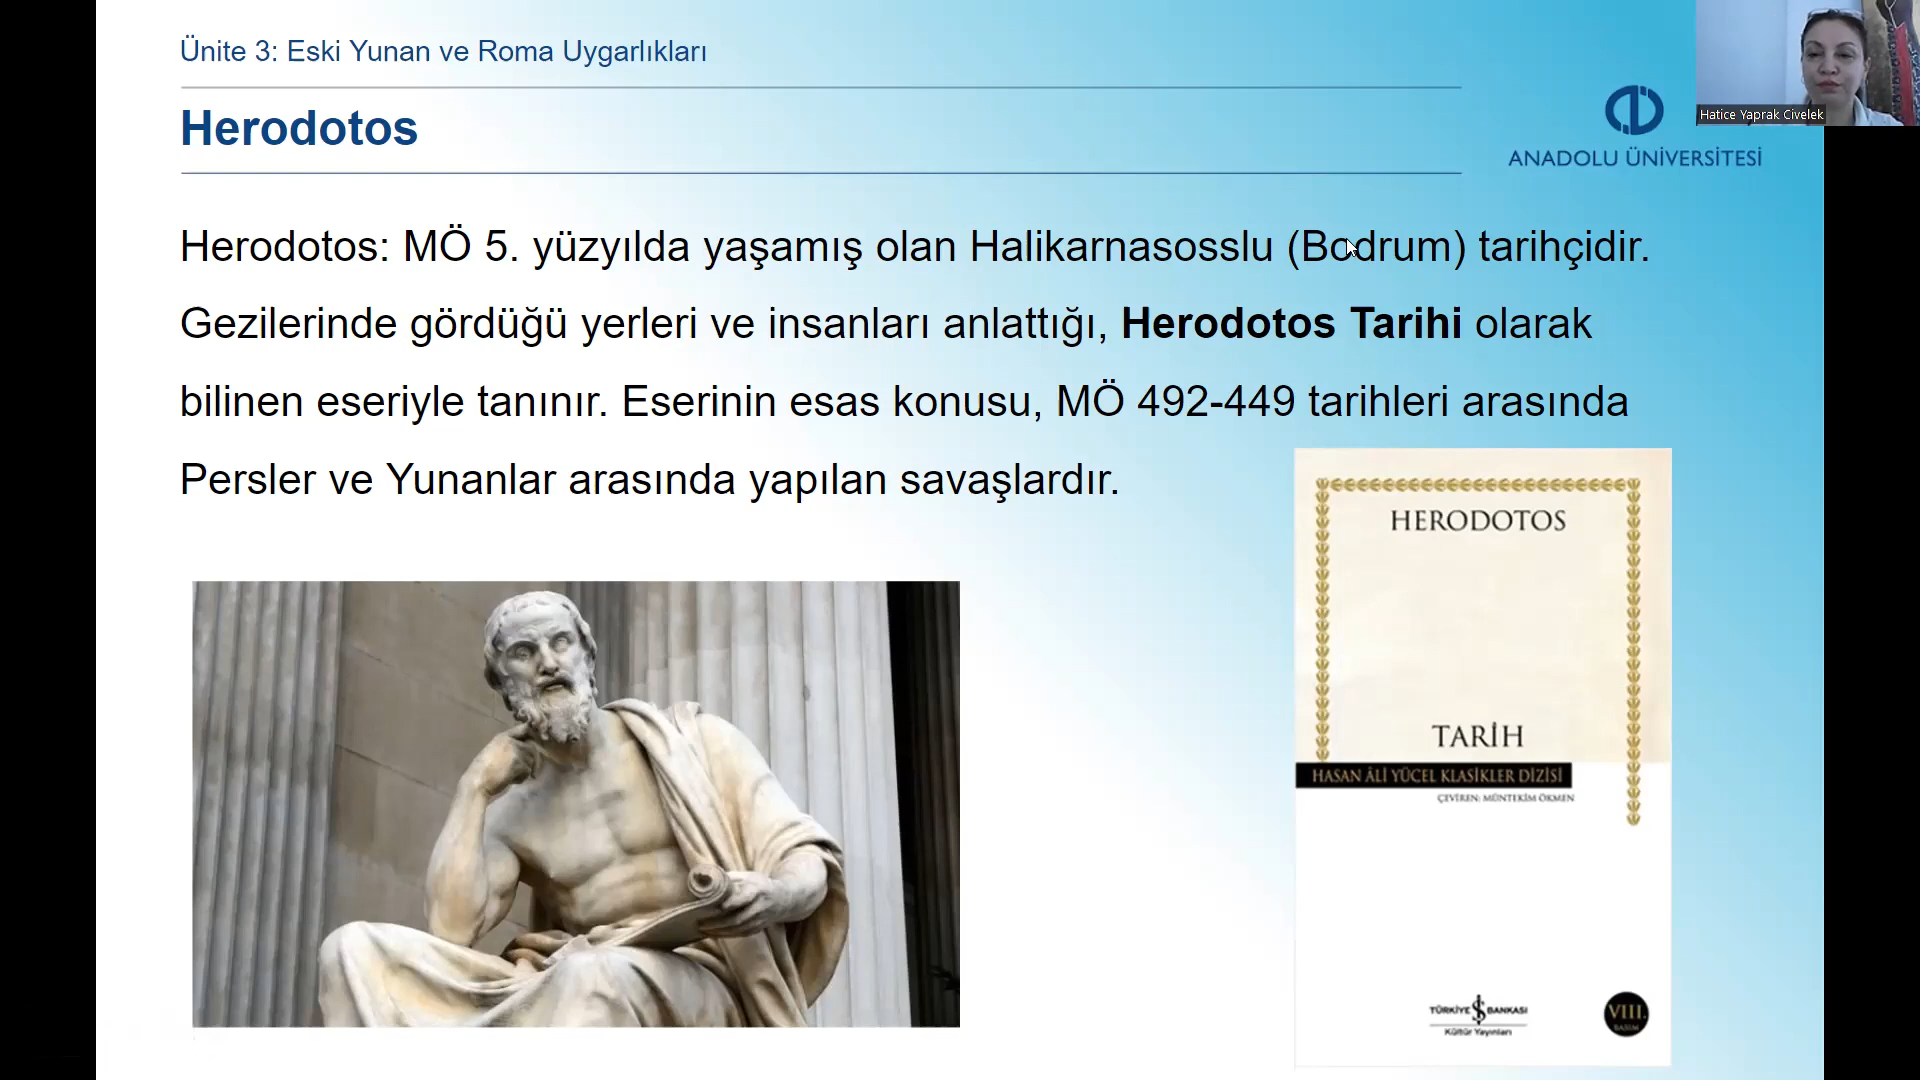 Ünite 3: Eski Yunan ve Roma Uygarlıkları
Herodotos
ANADOLU ÜNİVERSİTESİ
Hatice Yaprak Civelek
Herodotos: MÖ 5. yüzyılda yaşamış olan Halikarnasosslu (Bodrum) tarihçidir.
Gezilerinde gördüğü yerleri ve insanları anlattığı, Herodotos Tarihi olarak
bilinen eseriyle tanınır. Eserinin esas konusu, MÖ 492-449 tarihleri arasında
Persler ve Yunanlar arasında yapılan savaşlardır.
HERODOTOS
TARİH
HASAN ÂLİ YÜCEL KLASİKLER DİZİSİ
ÇEVİREN: MÜNTEKİM ÖKMEN
TÜRKİYE İŞ BANKASI
Kültür Yayınları
VIII.
BASIM